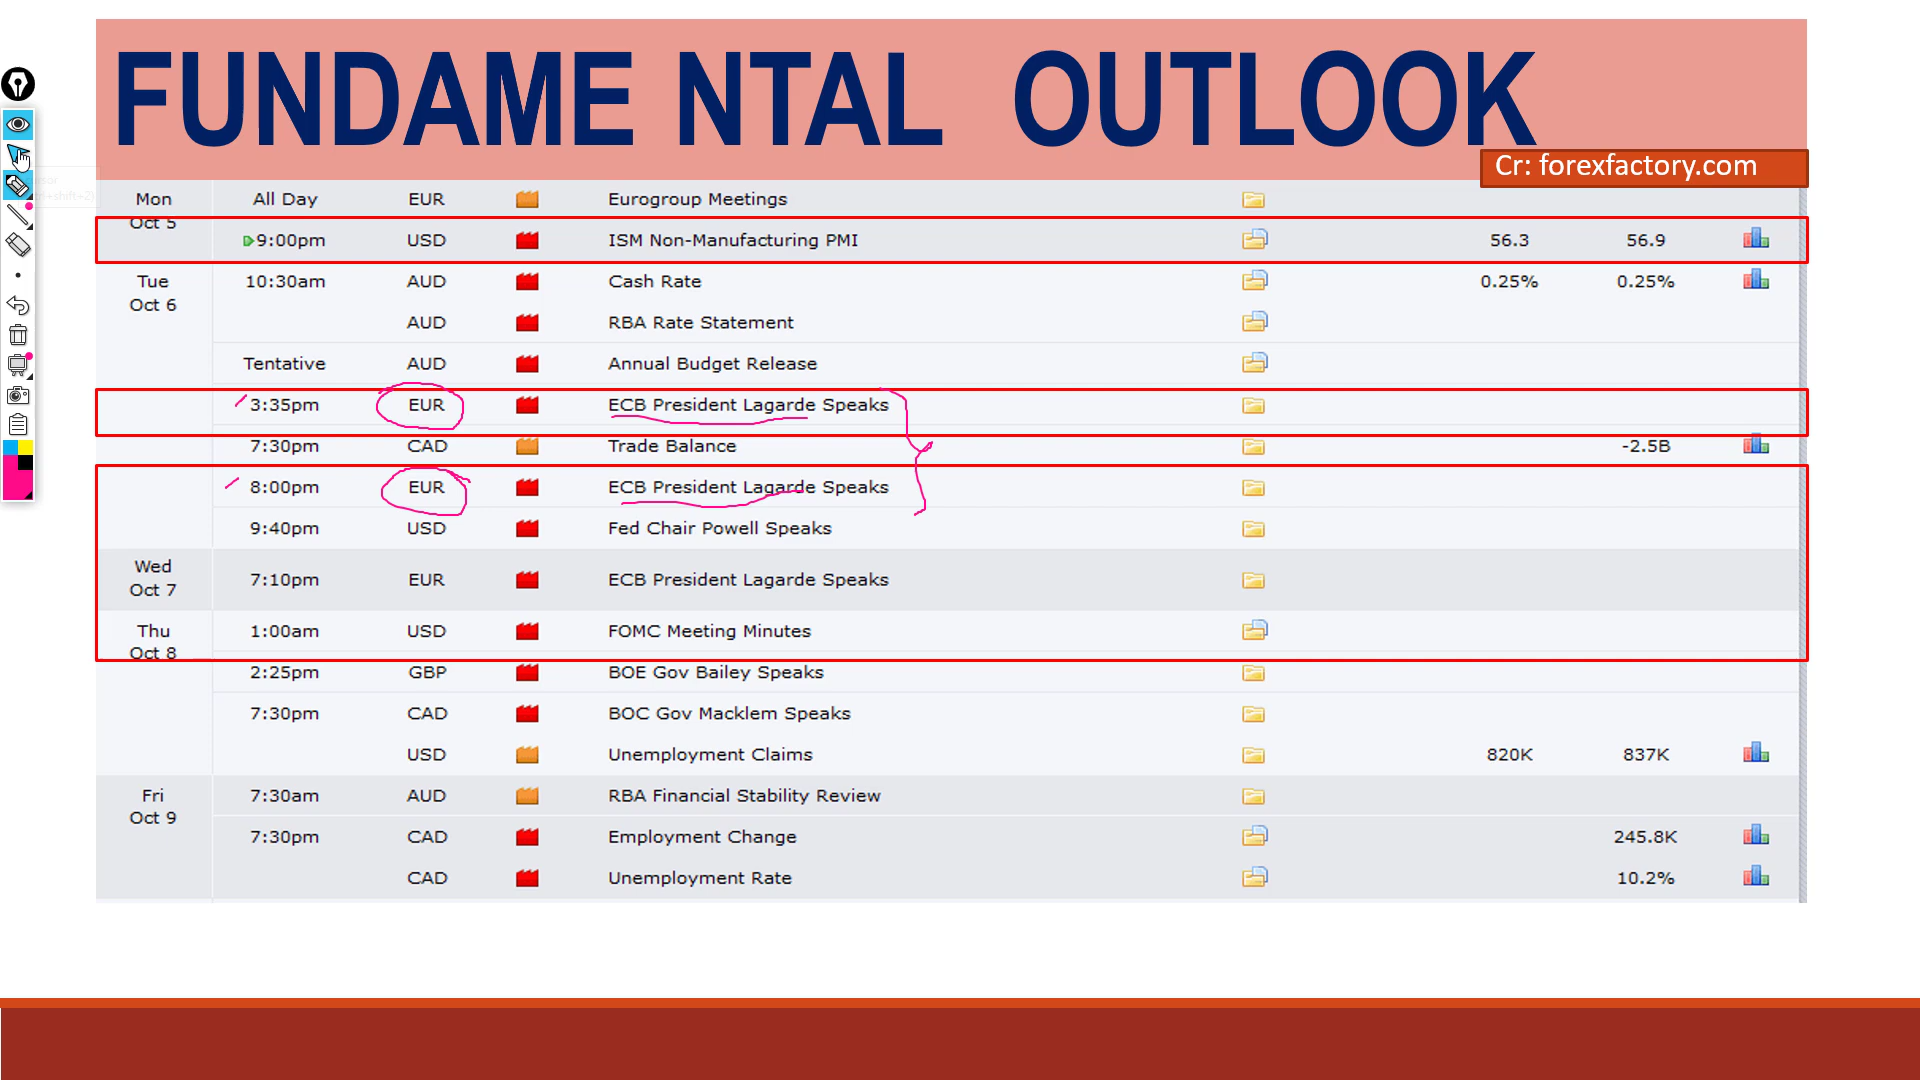 FUNDAME NTAL OUTLOOK
Cr: forexfactory.com
Mon Oct 5 All Day EUR Eurogroup Meetings
9:00pm USD ISM Non-Manufacturing PMI 56.3 56.9
Tue Oct 6 10:30am AUD Cash Rate 0.25% 0.25%
AUD RBA Rate Statement
Tentative AUD Annual Budget Release
3:35pm EUR ECB President Lagarde Speaks
7:30pm CAD Trade Balance -2.5B
8:00pm EUR ECB President Lagarde Speaks
9:40pm USD Fed Chair Powell Speaks
Wed Oct 7 7:10pm EUR ECB President Lagarde Speaks
Thu Oct 8 1:00am USD FOMC Meeting Minutes
2:25pm GBP BOE Gov Bailey Speaks
7:30pm CAD BOC Gov Macklem Speaks
USD Unemployment Claims 820K 837K
Fri Oct 9 7:30am AUD RBA Financial Stability Review
7:30pm CAD Employment Change 245.8K
CAD Unemployment Rate 10.2%